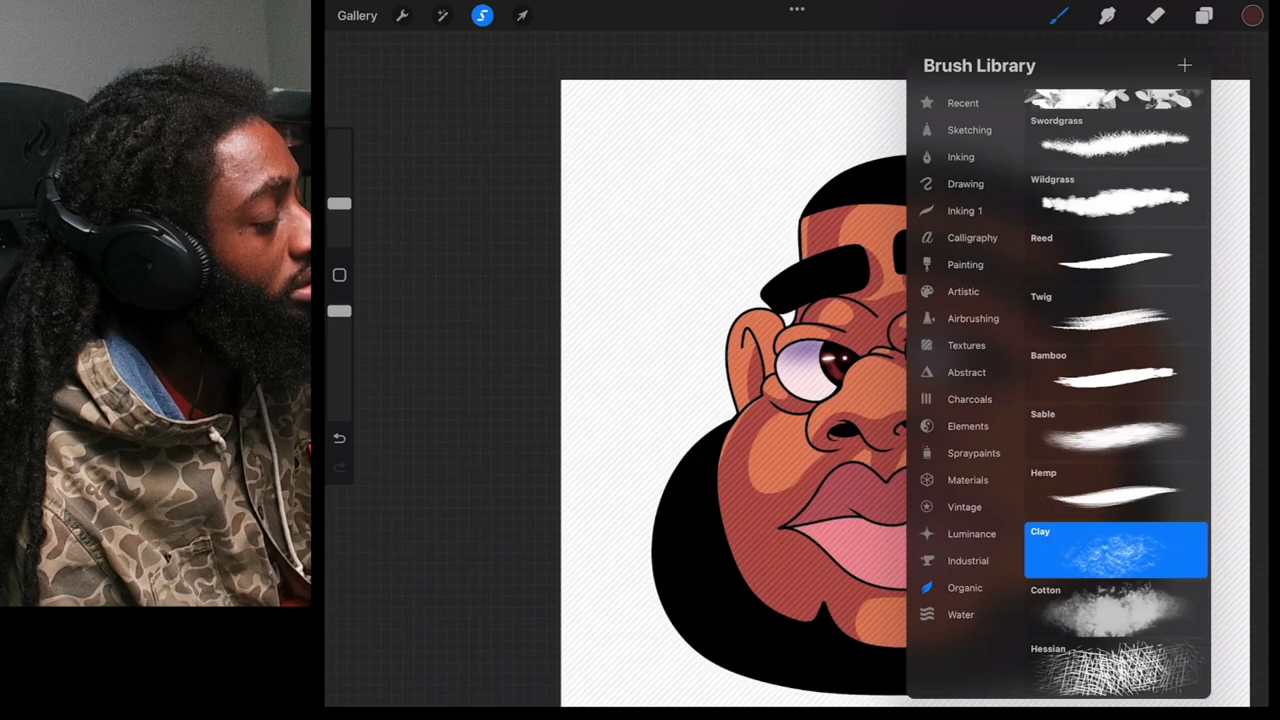 Gallery
Brush Library
Recent
Sketching
Inking
Drawing
Inking 1
Calligraphy
Painting
Artistic
Airbrushing
Textures
Abstract
Charcoals
Elements
Spraypaints
Materials
Vintage
Luminance
Industrial
Organic
Water
Swordgrass
Wildgrass
Reed
Twig
Bamboo
Sable
Hemp
Clay
Cotton
Hessian